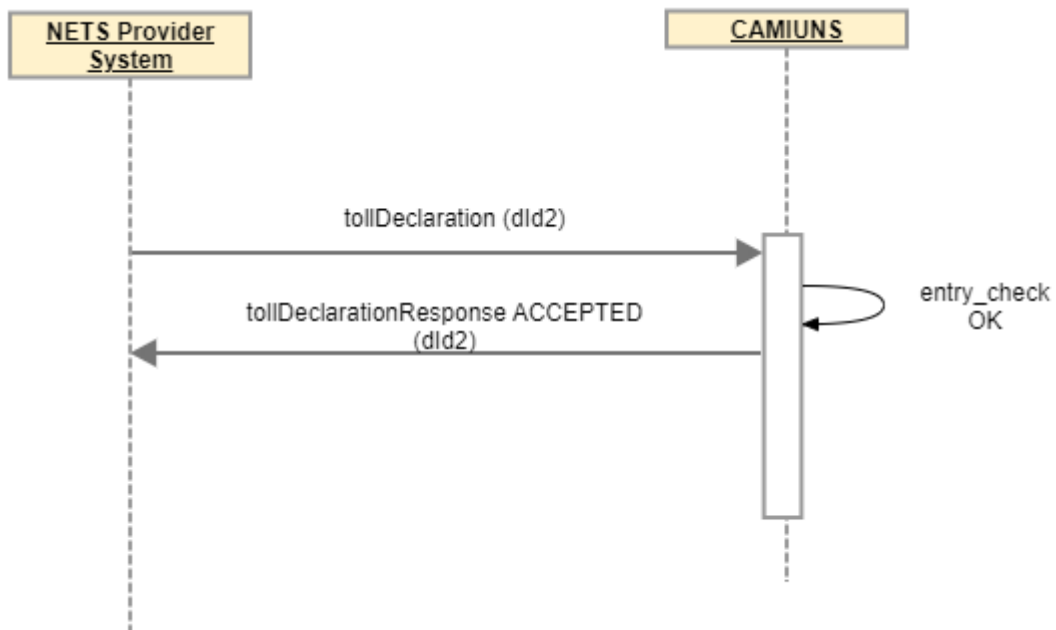 NETS Provider
System
CAMIUNS
tollDeclaration (dId2)
entry_check
OK
tollDeclarationResponse ACCEPTED
(dId2)